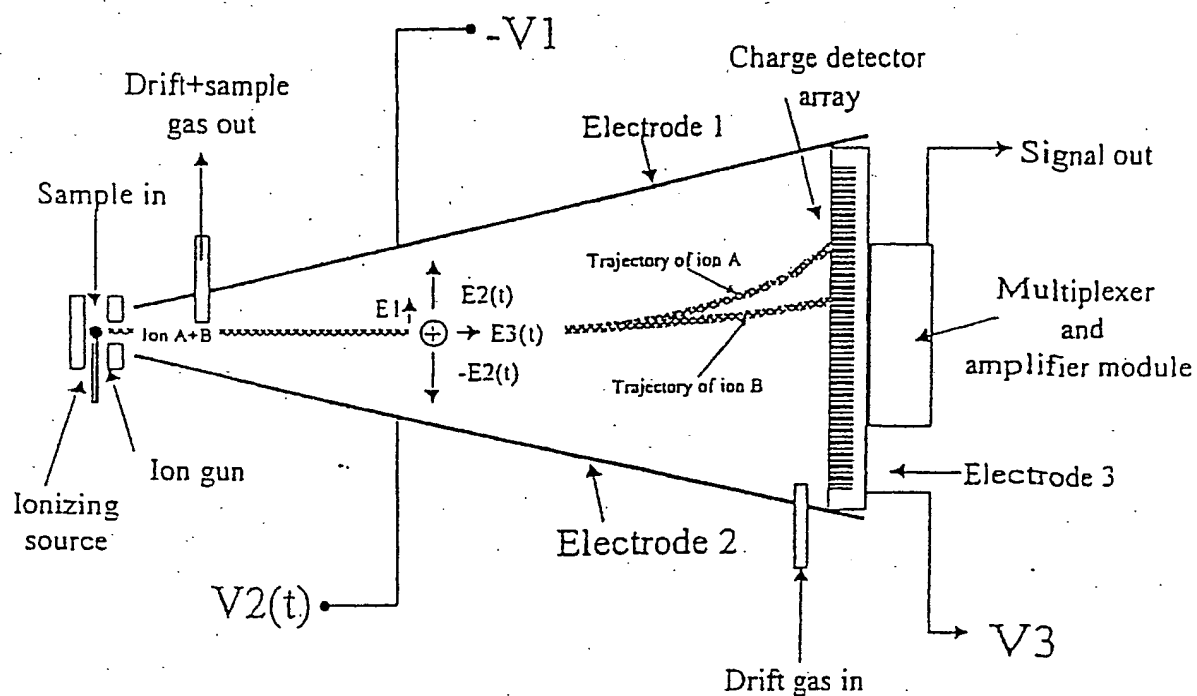 -V1
Drift+sample
gas out
Charge detector
array
Electrode 1
Signal out
Sample in
Trajectory of ion A
E1
E2(t)
Ion A+B
E3(t)
-E2(t)
Trajectory of ion B
Multiplexer
and
amplifier module
Ion gun
Ionizing
source
Electrode 3
Electrode 2
V2(t)
V3
Drift gas in